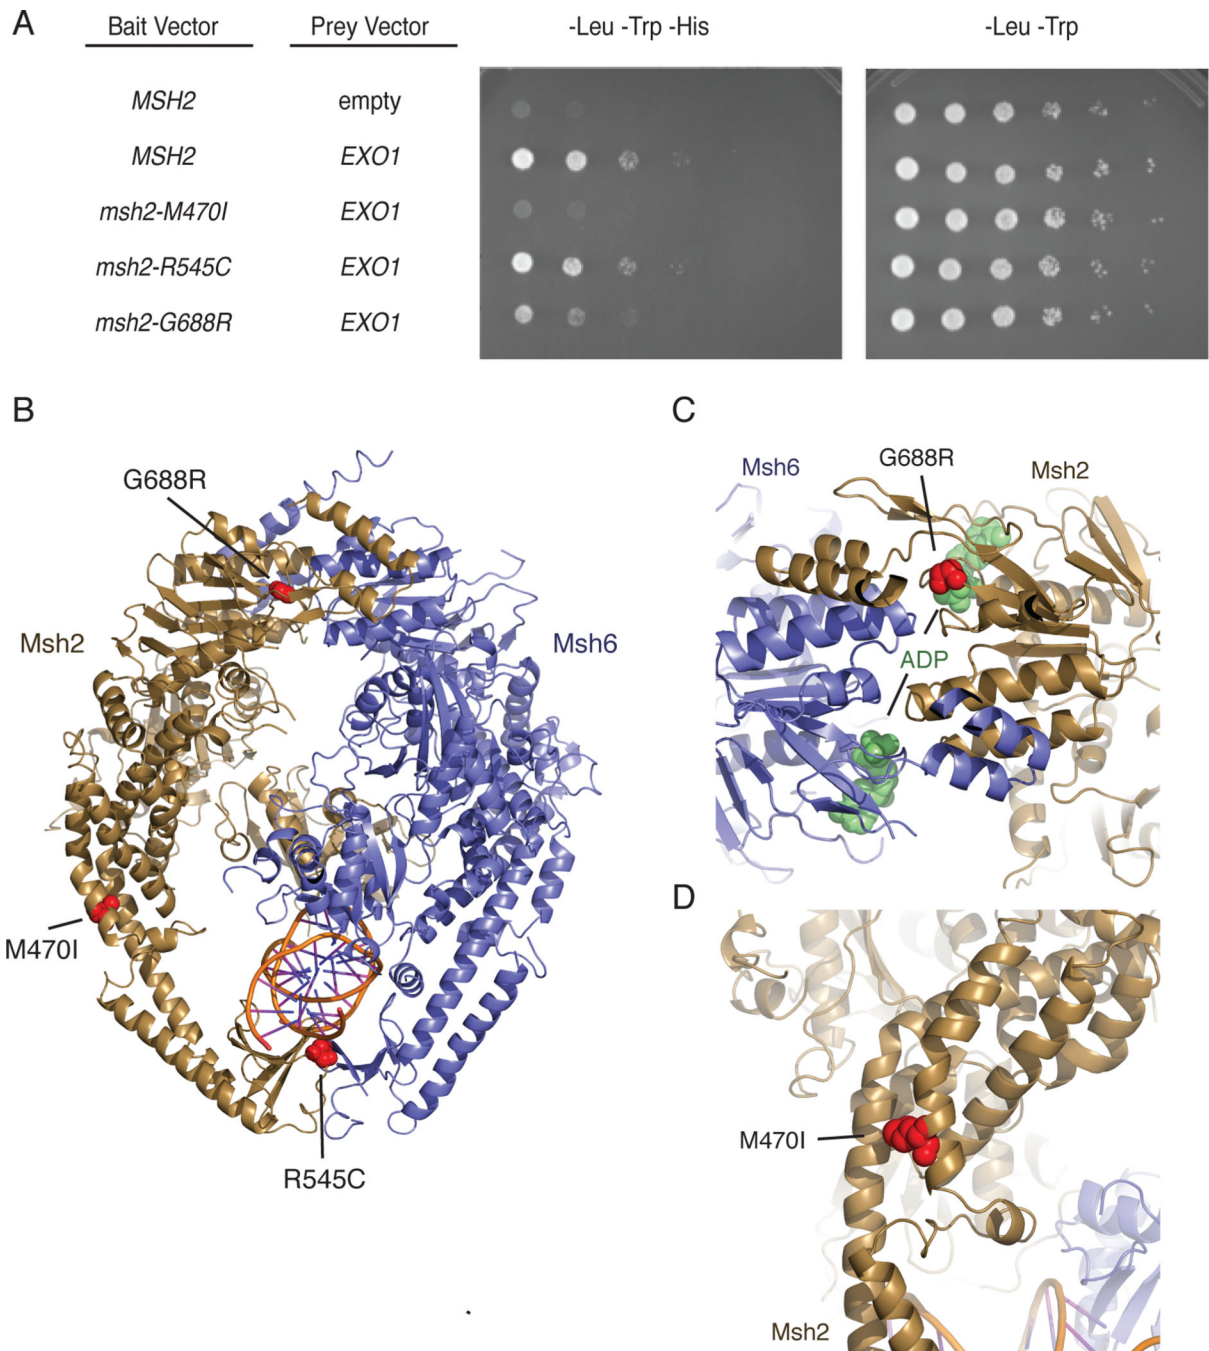 A
Bait Vector Prey Vector -Leu -Trp -His -Leu -Trp
MSH2 empty
MSH2 EXO1
msh2-M470I EXO1
msh2-R545C EXO1
msh2-G688R EXO1
B
G688R
Msh2
Msh6
M470I
R545C
C
G688R
Msh6
Msh2
ADP
D
M470I
Msh2